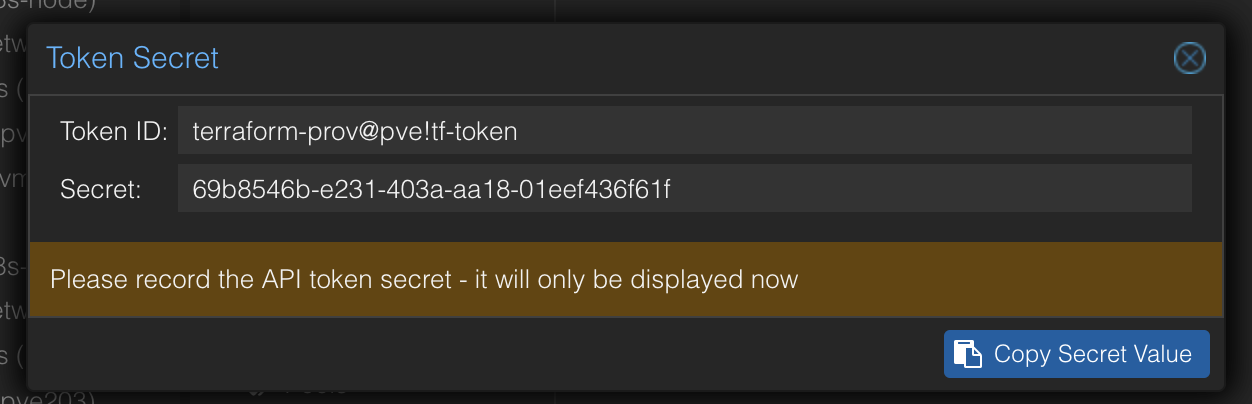 Token Secret
Token ID: terraform-prov@pve!tf-token
Secret: 69b8546b-e231-403a-aa18-01eef436f61f
Please record the API token secret - it will only be displayed now
Copy Secret Value